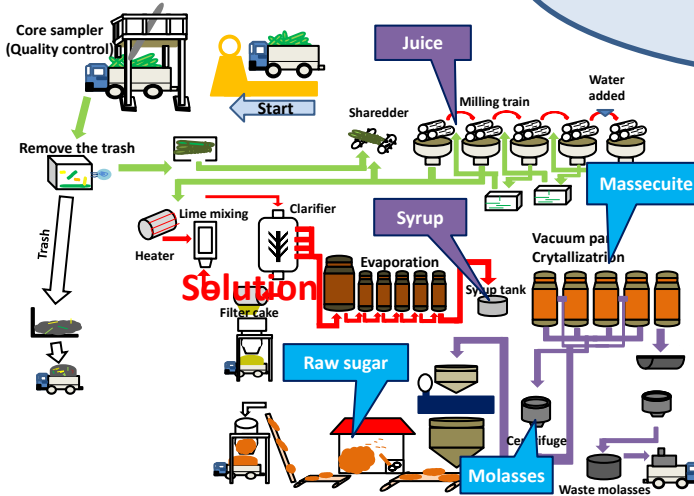 Core sampler
(Quality control)
Start
Juice
Milling train
Water
added
Sharedder
Remove the trash
Massecuite
Trash
Lime mixing
Clarifier
Heater
Syrup
Solution
Evaporation
Syrup tank
Filter cake
Vacuum pan
Crytallizatrion
Raw sugar
Centrifuge
Molasses
Waste molasses